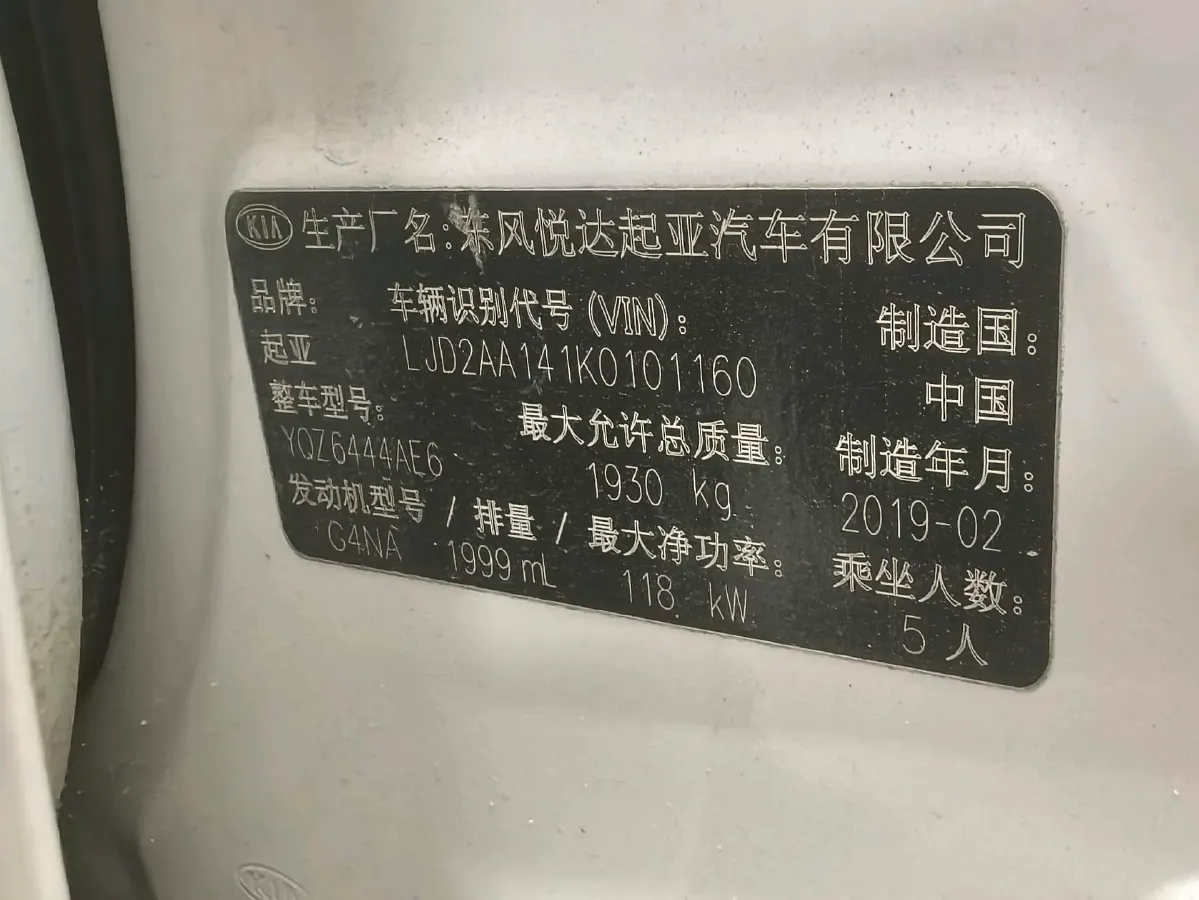 KIA 生产厂名:东风悦达起亚汽车有限公司
品牌: 车辆识别代号(VIN): 制造国:
起亚 LJD2AA141K0101160 中国
整车型号: 最大允许总质量: 制造年月:
YQZ6444AE6 1930 kg 2019-02
发动机型号 / 排量 / 最大净功率: 乘坐人数:
G4NA 1999 mL 118 kW 5 人
KIA